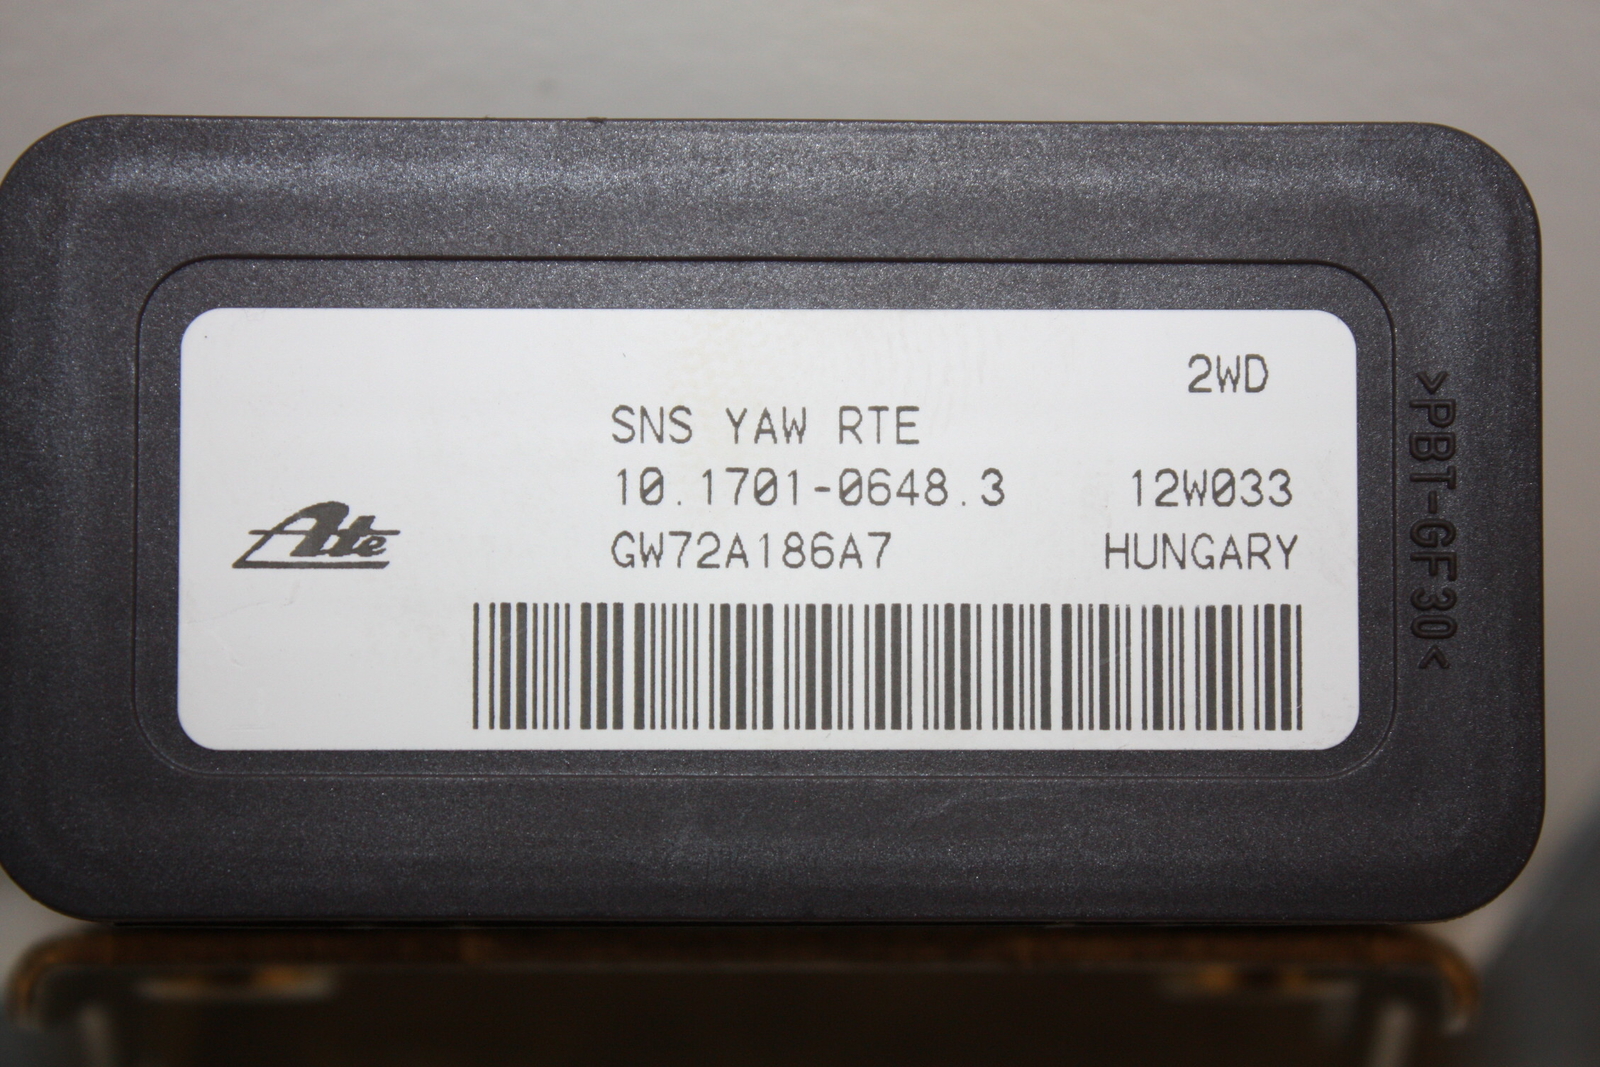 2WD
SNS YAW RTE
10.1701-0648.3 12W033
Ate GW72A186A7 HUNGARY
>PBT-GF30<